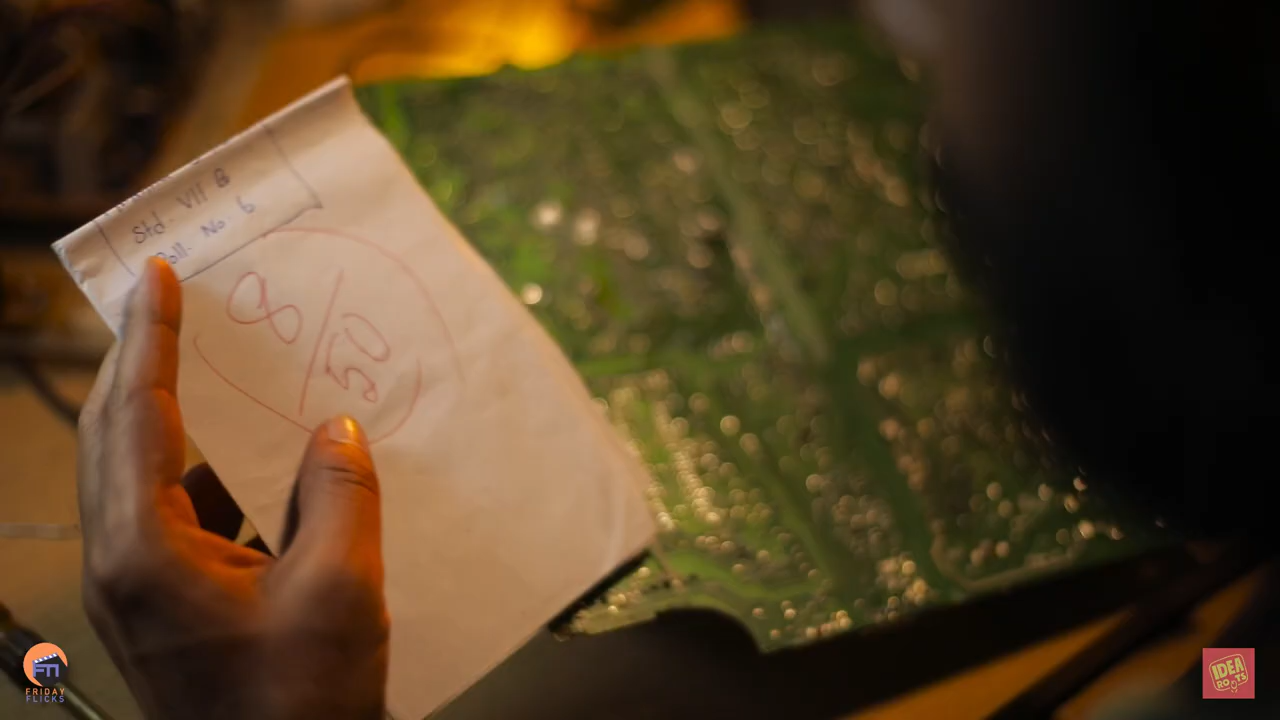 Std. VII B
Roll. No. 6
8/50
FRIDAY
FLICKS
IDEA
ROOTS